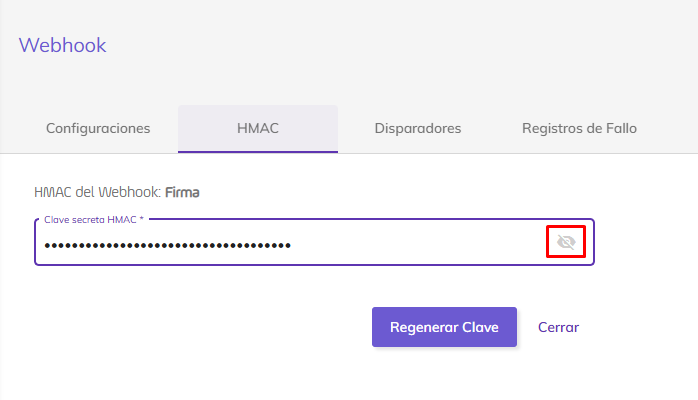 Webhook
Configuraciones
HMAC
Disparadores
Registros de Fallo
HMAC del Webhook: Firma
Clave secreta HMAC *
••••••••••••••••••••••••••••••••••••
Regenerar Clave
Cerrar